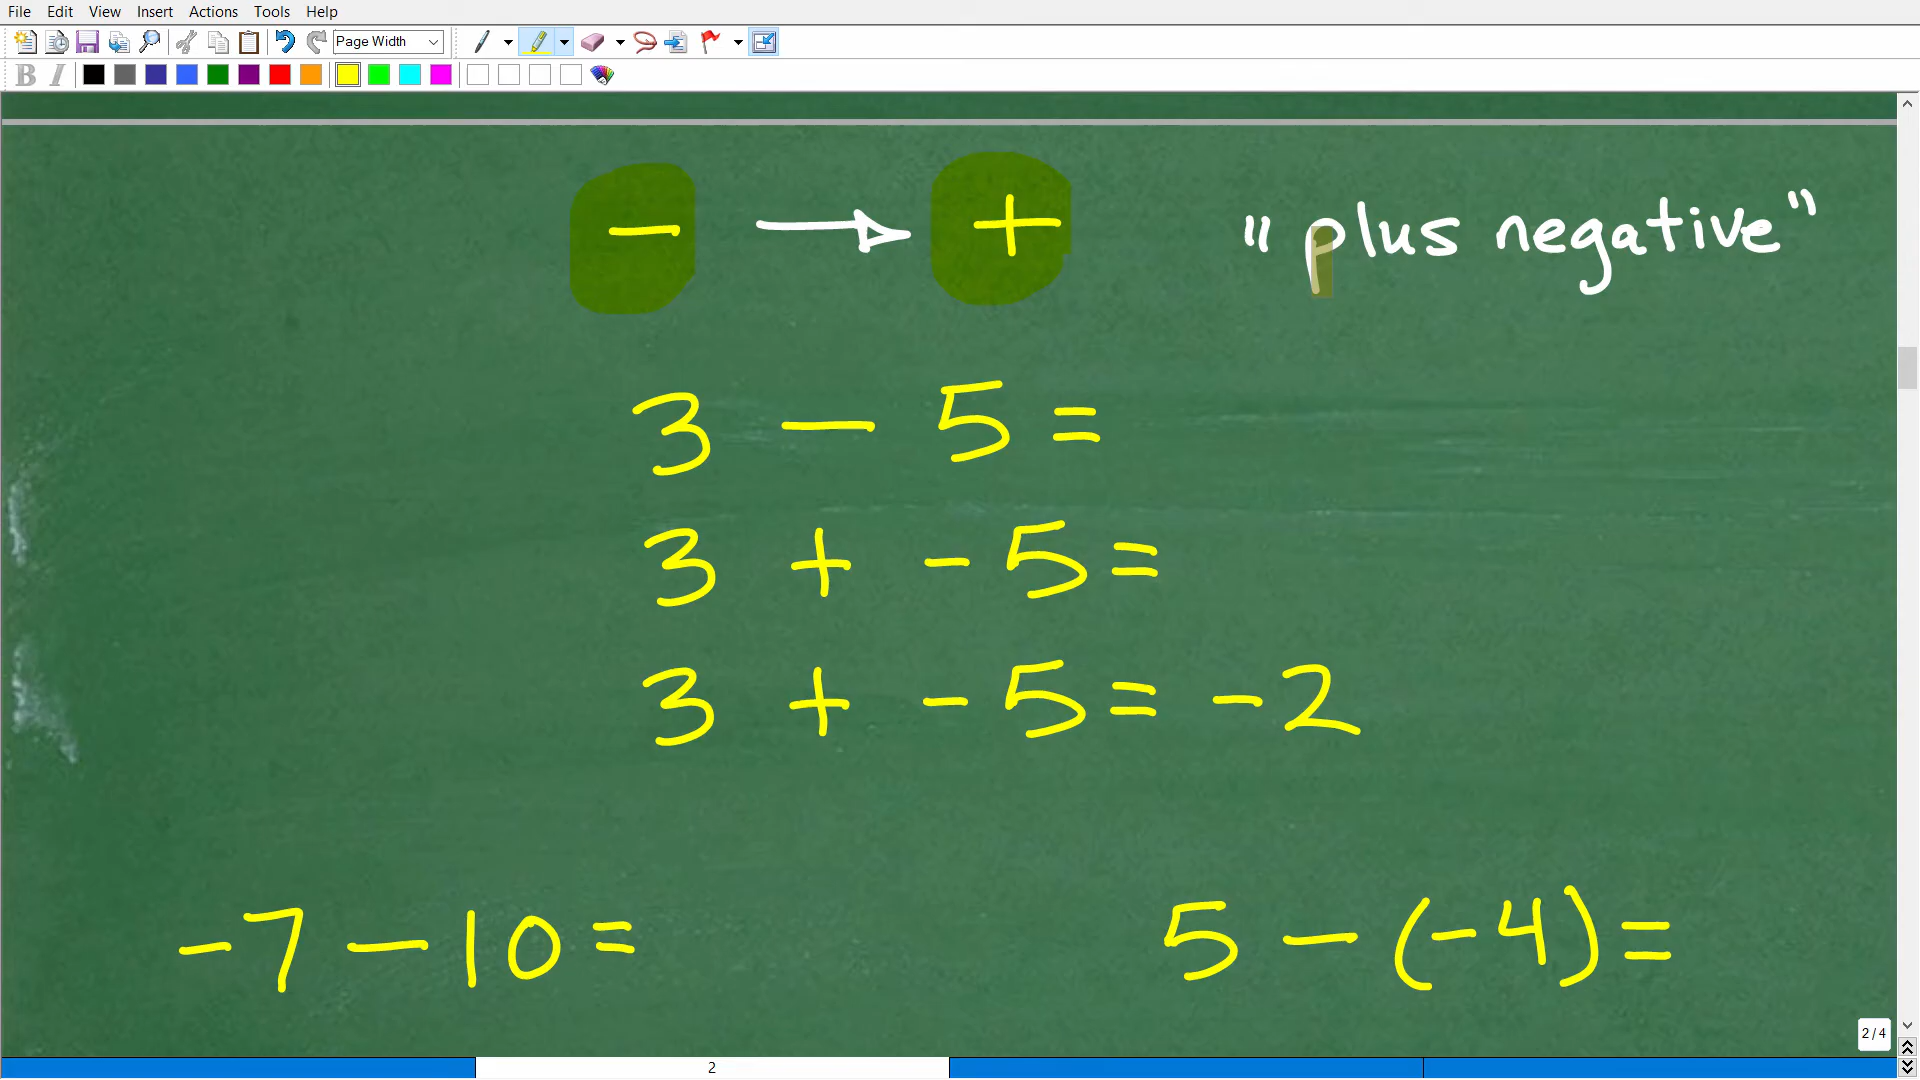 File Edit View Insert Actions Tools Help
Page Width
B I
- → + "plus negative"
3 - 5 =
3 + -5 =
3 + -5 = -2
-7 - 10 =
5 - (-4) =
2 / 4
2